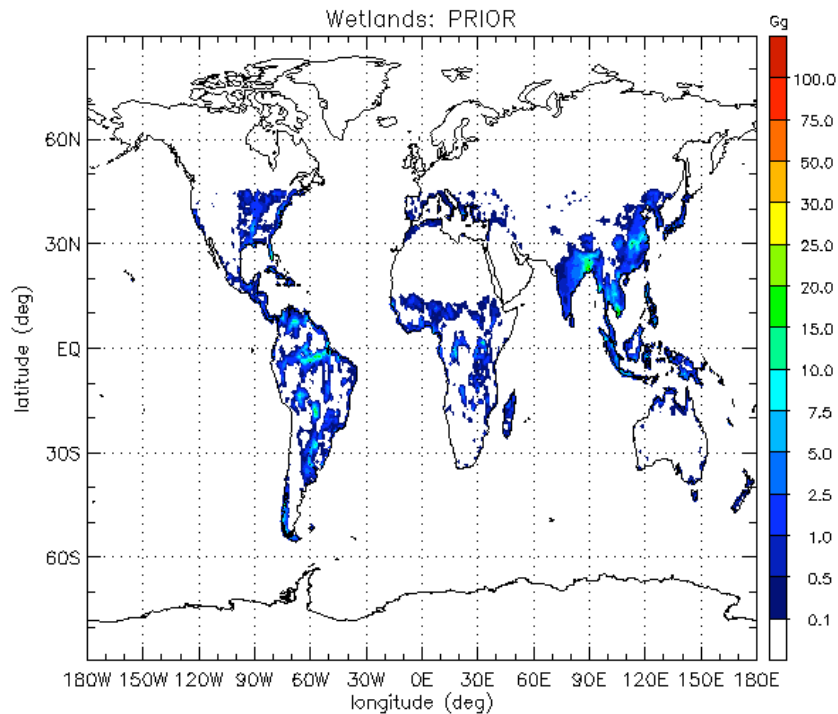 Wetlands: PRIOR
Gg
100.0
75.0
50.0
30.0
25.0
20.0
15.0
10.0
7.5
5.0
2.5
1.0
0.5
0.1
latitude (deg)
60N
30N
EQ
30S
60S
180W 150W 120W 90W 60W 30W 0E 30E 60E 90E 120E 150E 180E
longitude (deg)